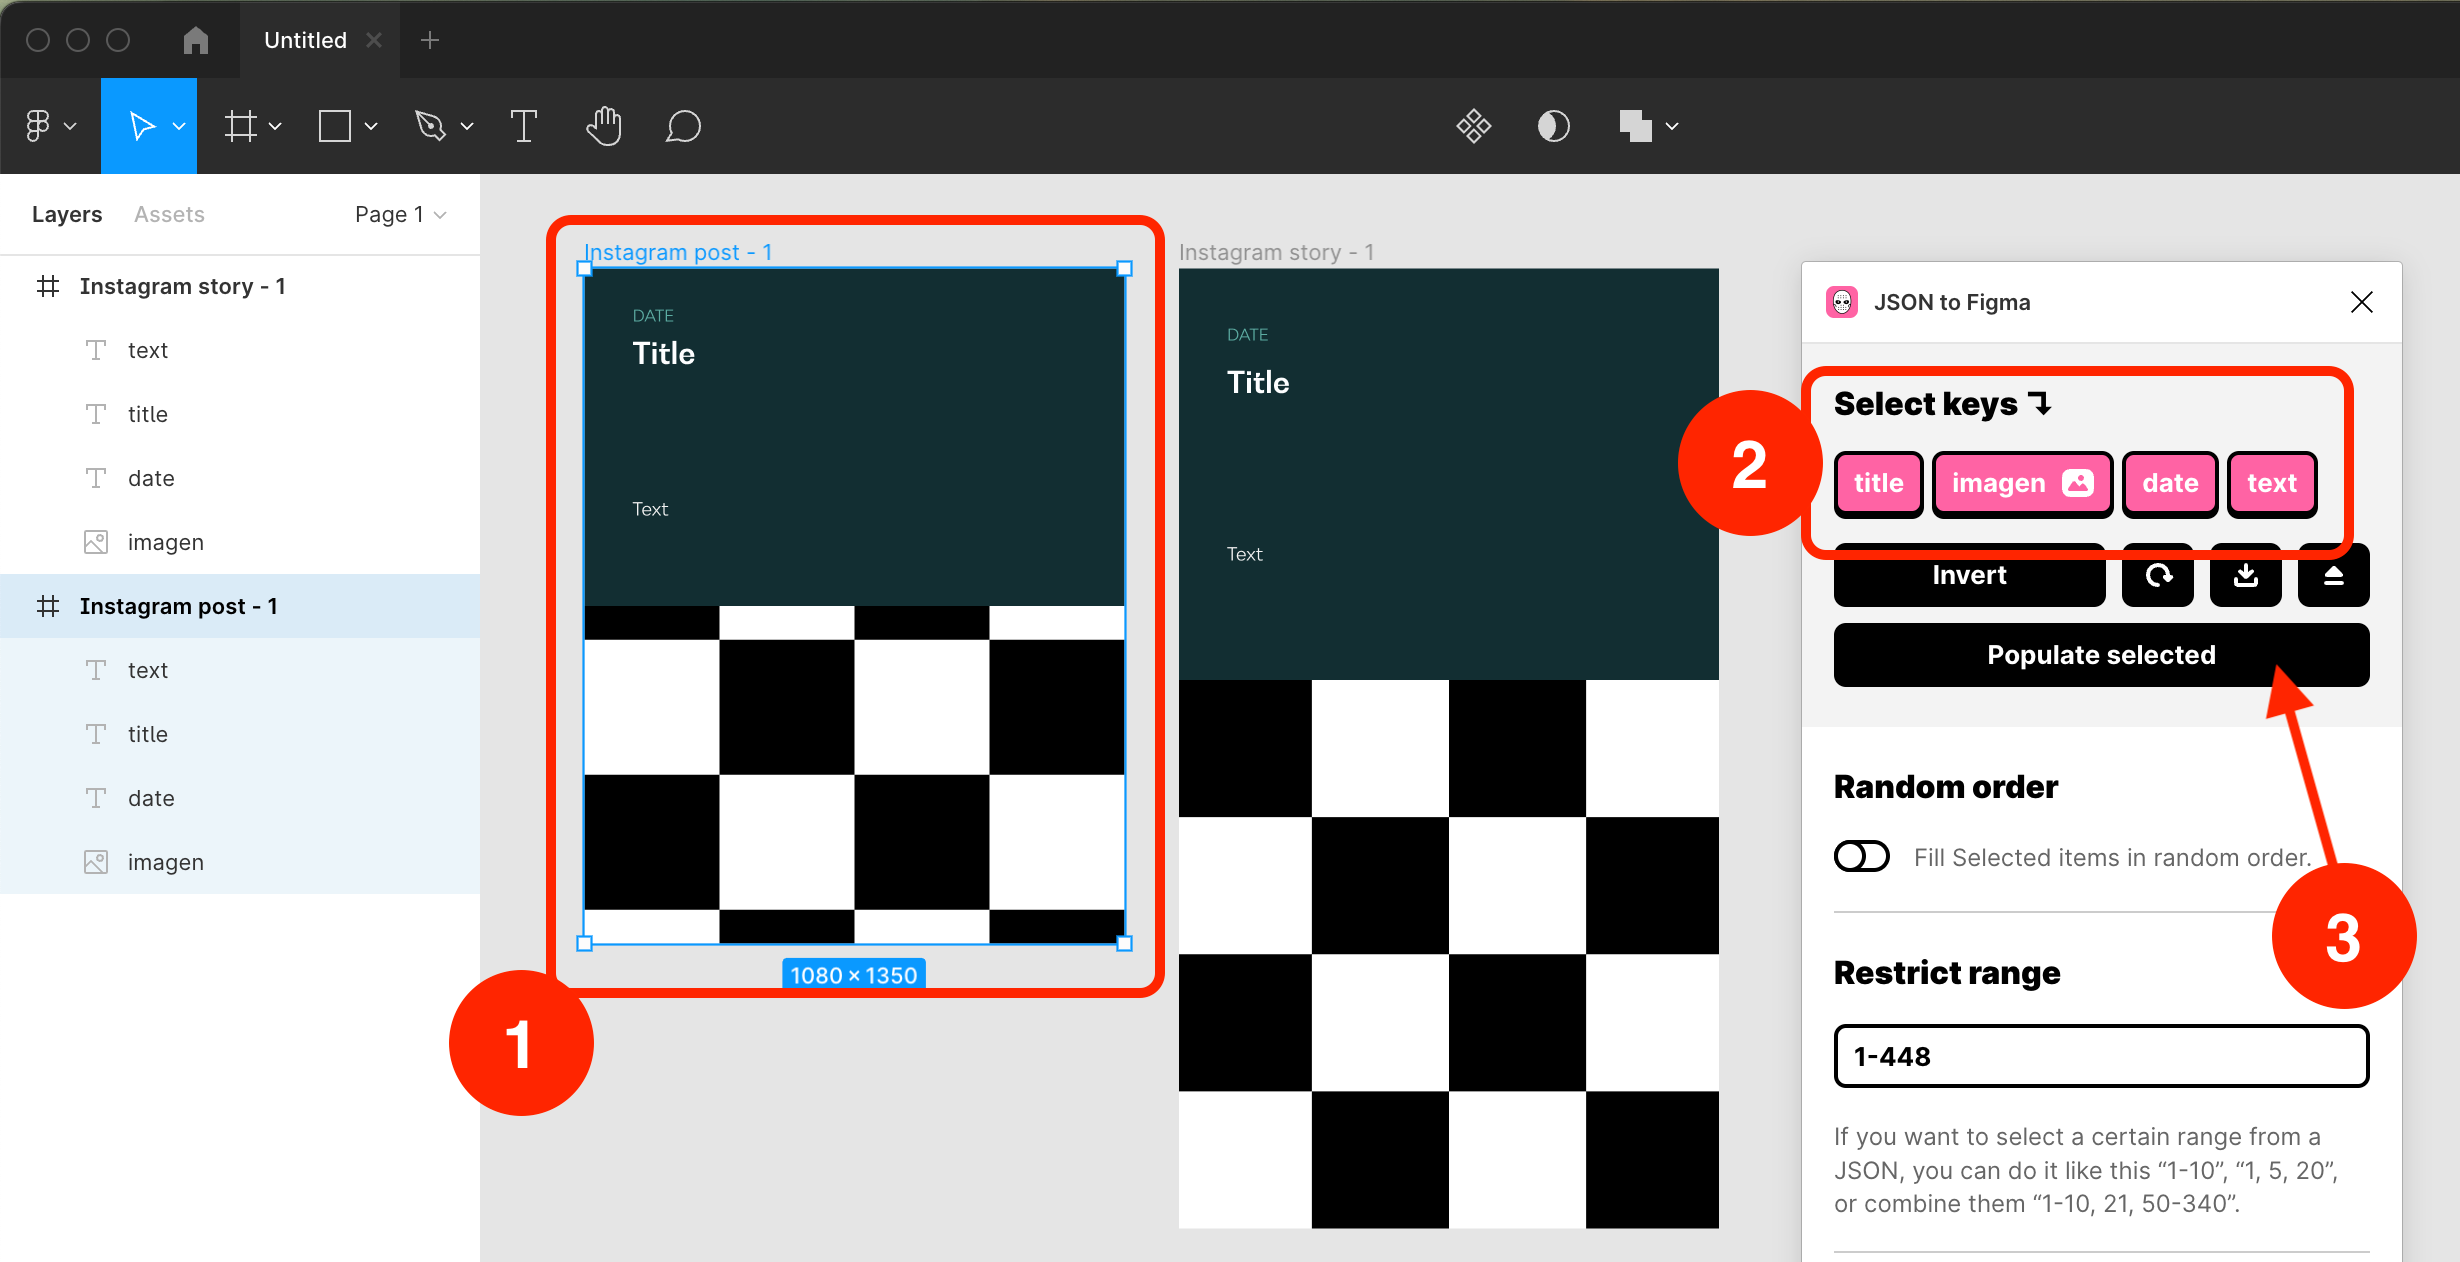 Untitled
Layers
Assets
Page 1
Instagram story - 1
text
title
date
imagen
Instagram post - 1
text
title
date
imagen
Instagram post - 1
DATE
Title
Text
1080 × 1350
1
Instagram story - 1
DATE
Title
Text
JSON to Figma
2
Select keys ↴
title
imagen
date
text
Invert
Populate selected
Random order
Fill Selected items in random order.
3
Restrict range
1-448
If you want to select a certain range from a
JSON, you can do it like this “1-10”, “1, 5, 20”,
or combine them “1-10, 21, 50-340”.